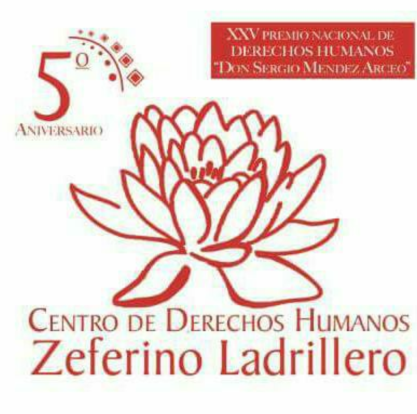 5º
ANIVERSARIO
XXV PREMIO NACIONAL DE
DERECHOS HUMANOS
"DON SERGIO MENDEZ ARCEO"
CENTRO DE DERECHOS HUMANOS
Zeferino Ladrillero